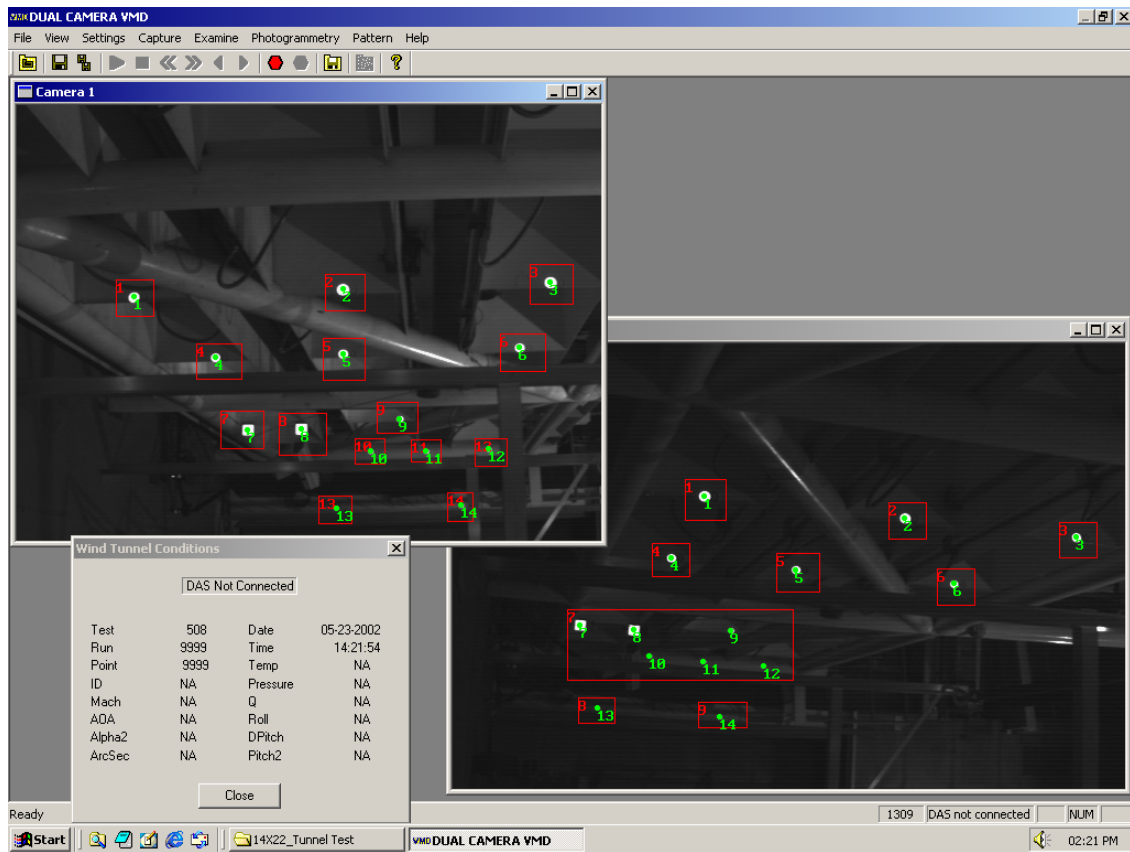 VMD DUAL CAMERA VMD
File View Settings Capture Examine Photogrammetry Pattern Help
Camera 1
1 2 3
1 2 3
4 5 6
4 5 6
7 8 9
7 8 9
10 11 12
10 11 12
13 14
13 14
1 2 3
1 2 3
4 5 6
4 5 6
7
7 8 9
10 11 12
8 9
13 14
Wind Tunnel Conditions
DAS Not Connected
Test 508 Date 05-23-2002
Run 9999 Time 14:21:54
Point 9999 Temp NA
ID NA Pressure NA
Mach NA Q NA
AOA NA Roll NA
Alpha2 NA DPitch NA
ArcSec NA Pitch2 NA
Close
Ready 1309 DAS not connected NUM
Start 14X22_Tunnel Test VMD DUAL CAMERA VMD 02:21 PM